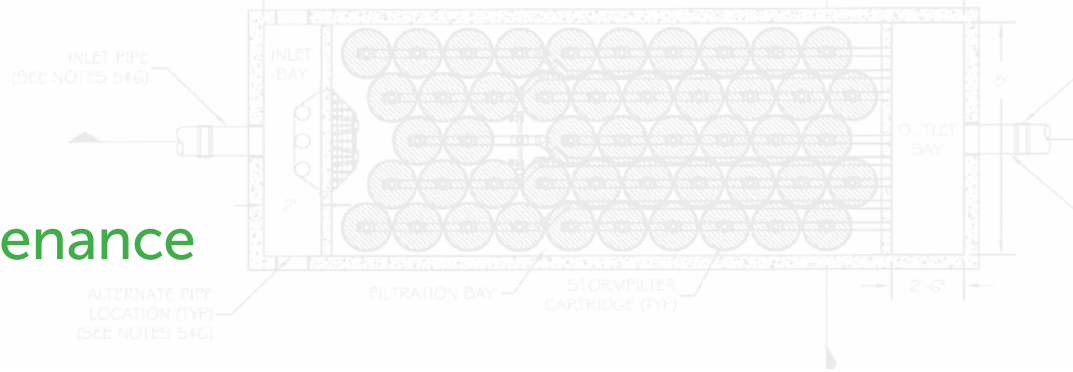 INLET PIPE
(SEE NOTES 5&6)
INLET
BAY
5'
OUTLET
BAY
2'
enance
ALTERNATE PIPE
LOCATION (TYP)
(SEE NOTES 5&6)
FILTRATION BAY
STORMFILTER
CARTRIDGE (TYP)
2'-6"